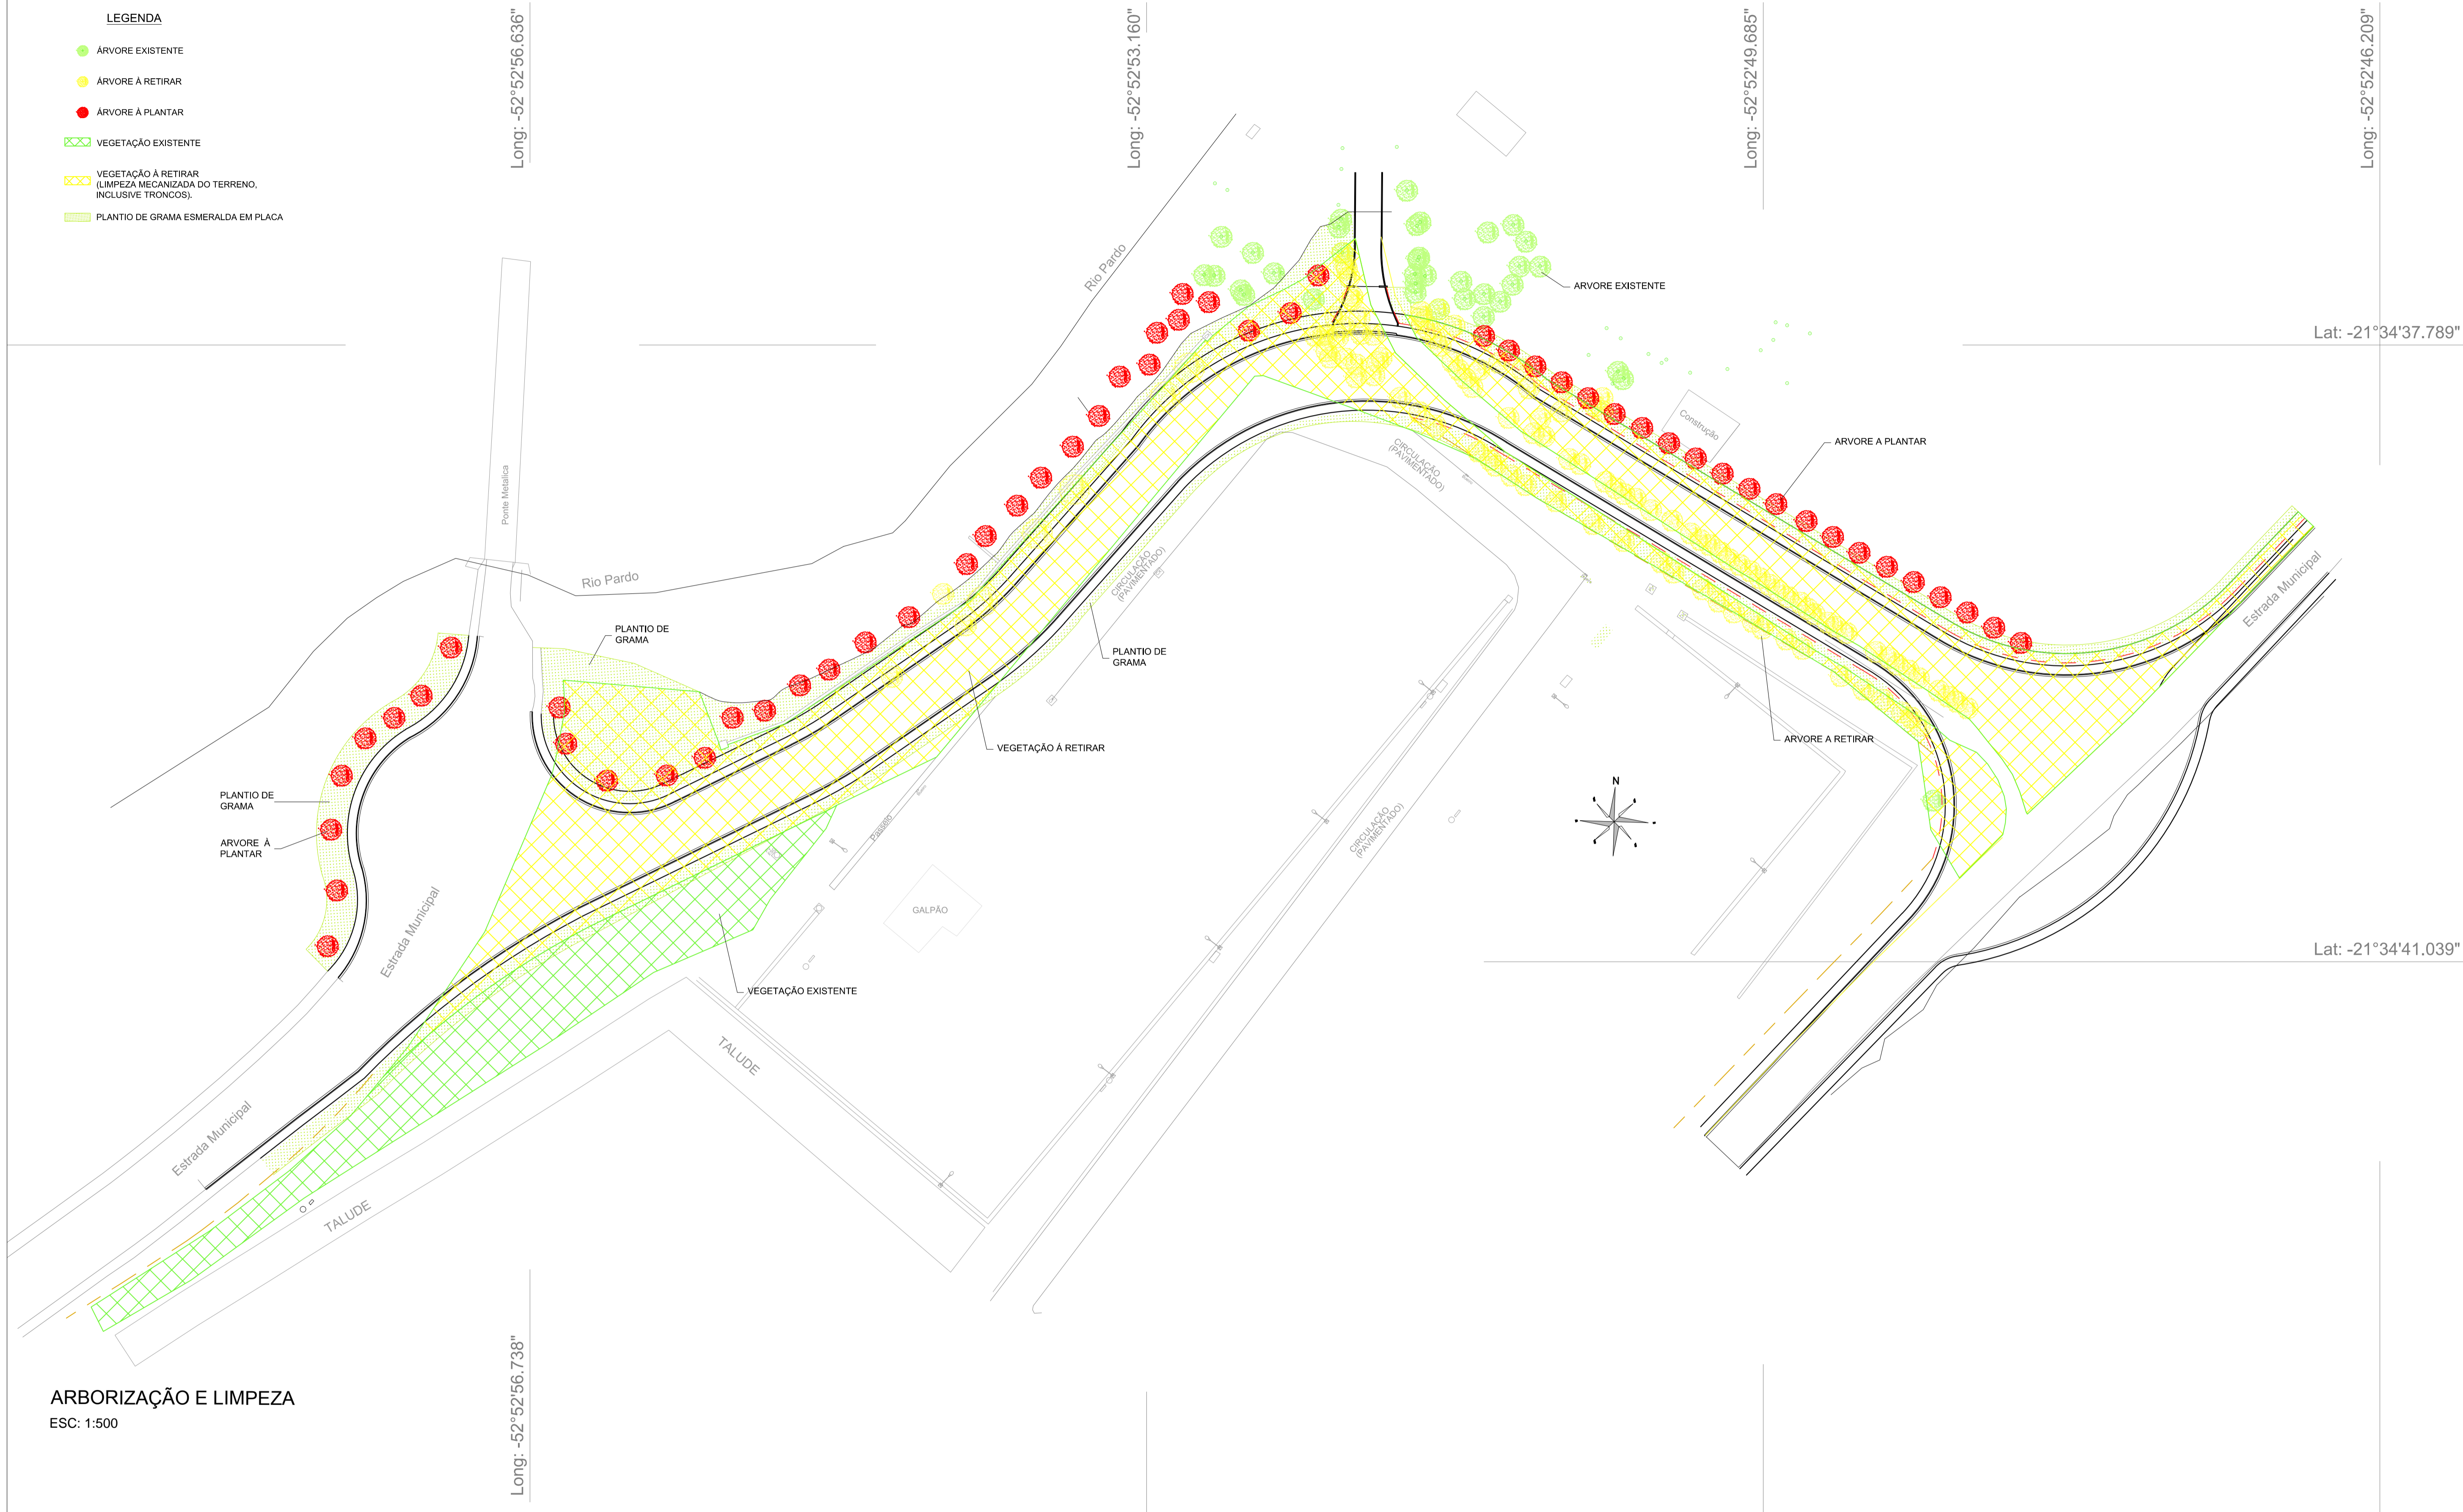 LEGENDA
ÁRVORE EXISTENTE
ÁRVORE À RETIRAR
ÁRVORE À PLANTAR
VEGETAÇÃO EXISTENTE
VEGETAÇÃO À RETIRAR
(LIMPEZA MECANIZADA DO TERRENO,
INCLUSIVE TRONCOS).
PLANTIO DE GRAMA ESMERALDA EM PLACA
Long: -52°52'56.636"
Long: -52°52'53.160"
Long: -52°52'49.685"
Long: -52°52'46.209"
Rio Pardo
ARVORE EXISTENTE
Lat: -21°34'37.789"
Construção
ARVORE A PLANTAR
CIRCULAÇÃO
(PAVIMENTADO)
Ponte Metalica
Rio Pardo
CIRCULAÇÃO
(PAVIMENTADO)
Estrada Municipal
PLANTIO DE
GRAMA
PLANTIO DE
GRAMA
VEGETAÇÃO Á RETIRAR
ARVORE A RETIRAR
N
PLANTIO DE
GRAMA
ARVORE À
PLANTAR
Passeio
CIRCULAÇÃO
(PAVIMENTADO)
GALPÃO
Estrada Municipal
Lat: -21°34'41.039"
VEGETAÇÃO EXISTENTE
TALUDE
Estrada Municipal
TALUDE
Long: -52°52'56.738"
ARBORIZAÇÃO E LIMPEZA
ESC: 1:500